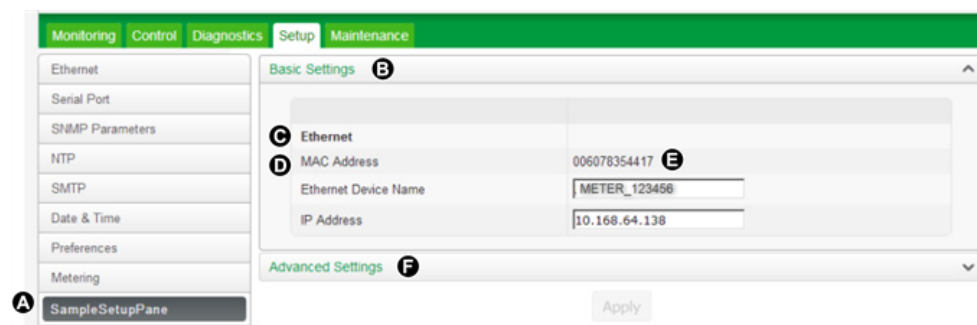 Monitoring Control Diagnostics Setup Maintenance
Ethernet
Serial Port
SNMP Parameters
NTP
SMTP
Date & Time
Preferences
Metering
A SampleSetupPane
Basic Settings B
C Ethernet
D MAC Address 006078354417 E
Ethernet Device Name METER_123456
IP Address 10.168.64.138
Advanced Settings F
Apply